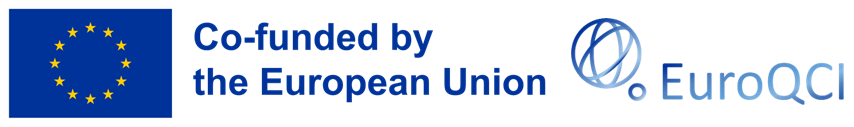 Co-funded by
the European Union
EuroQCI